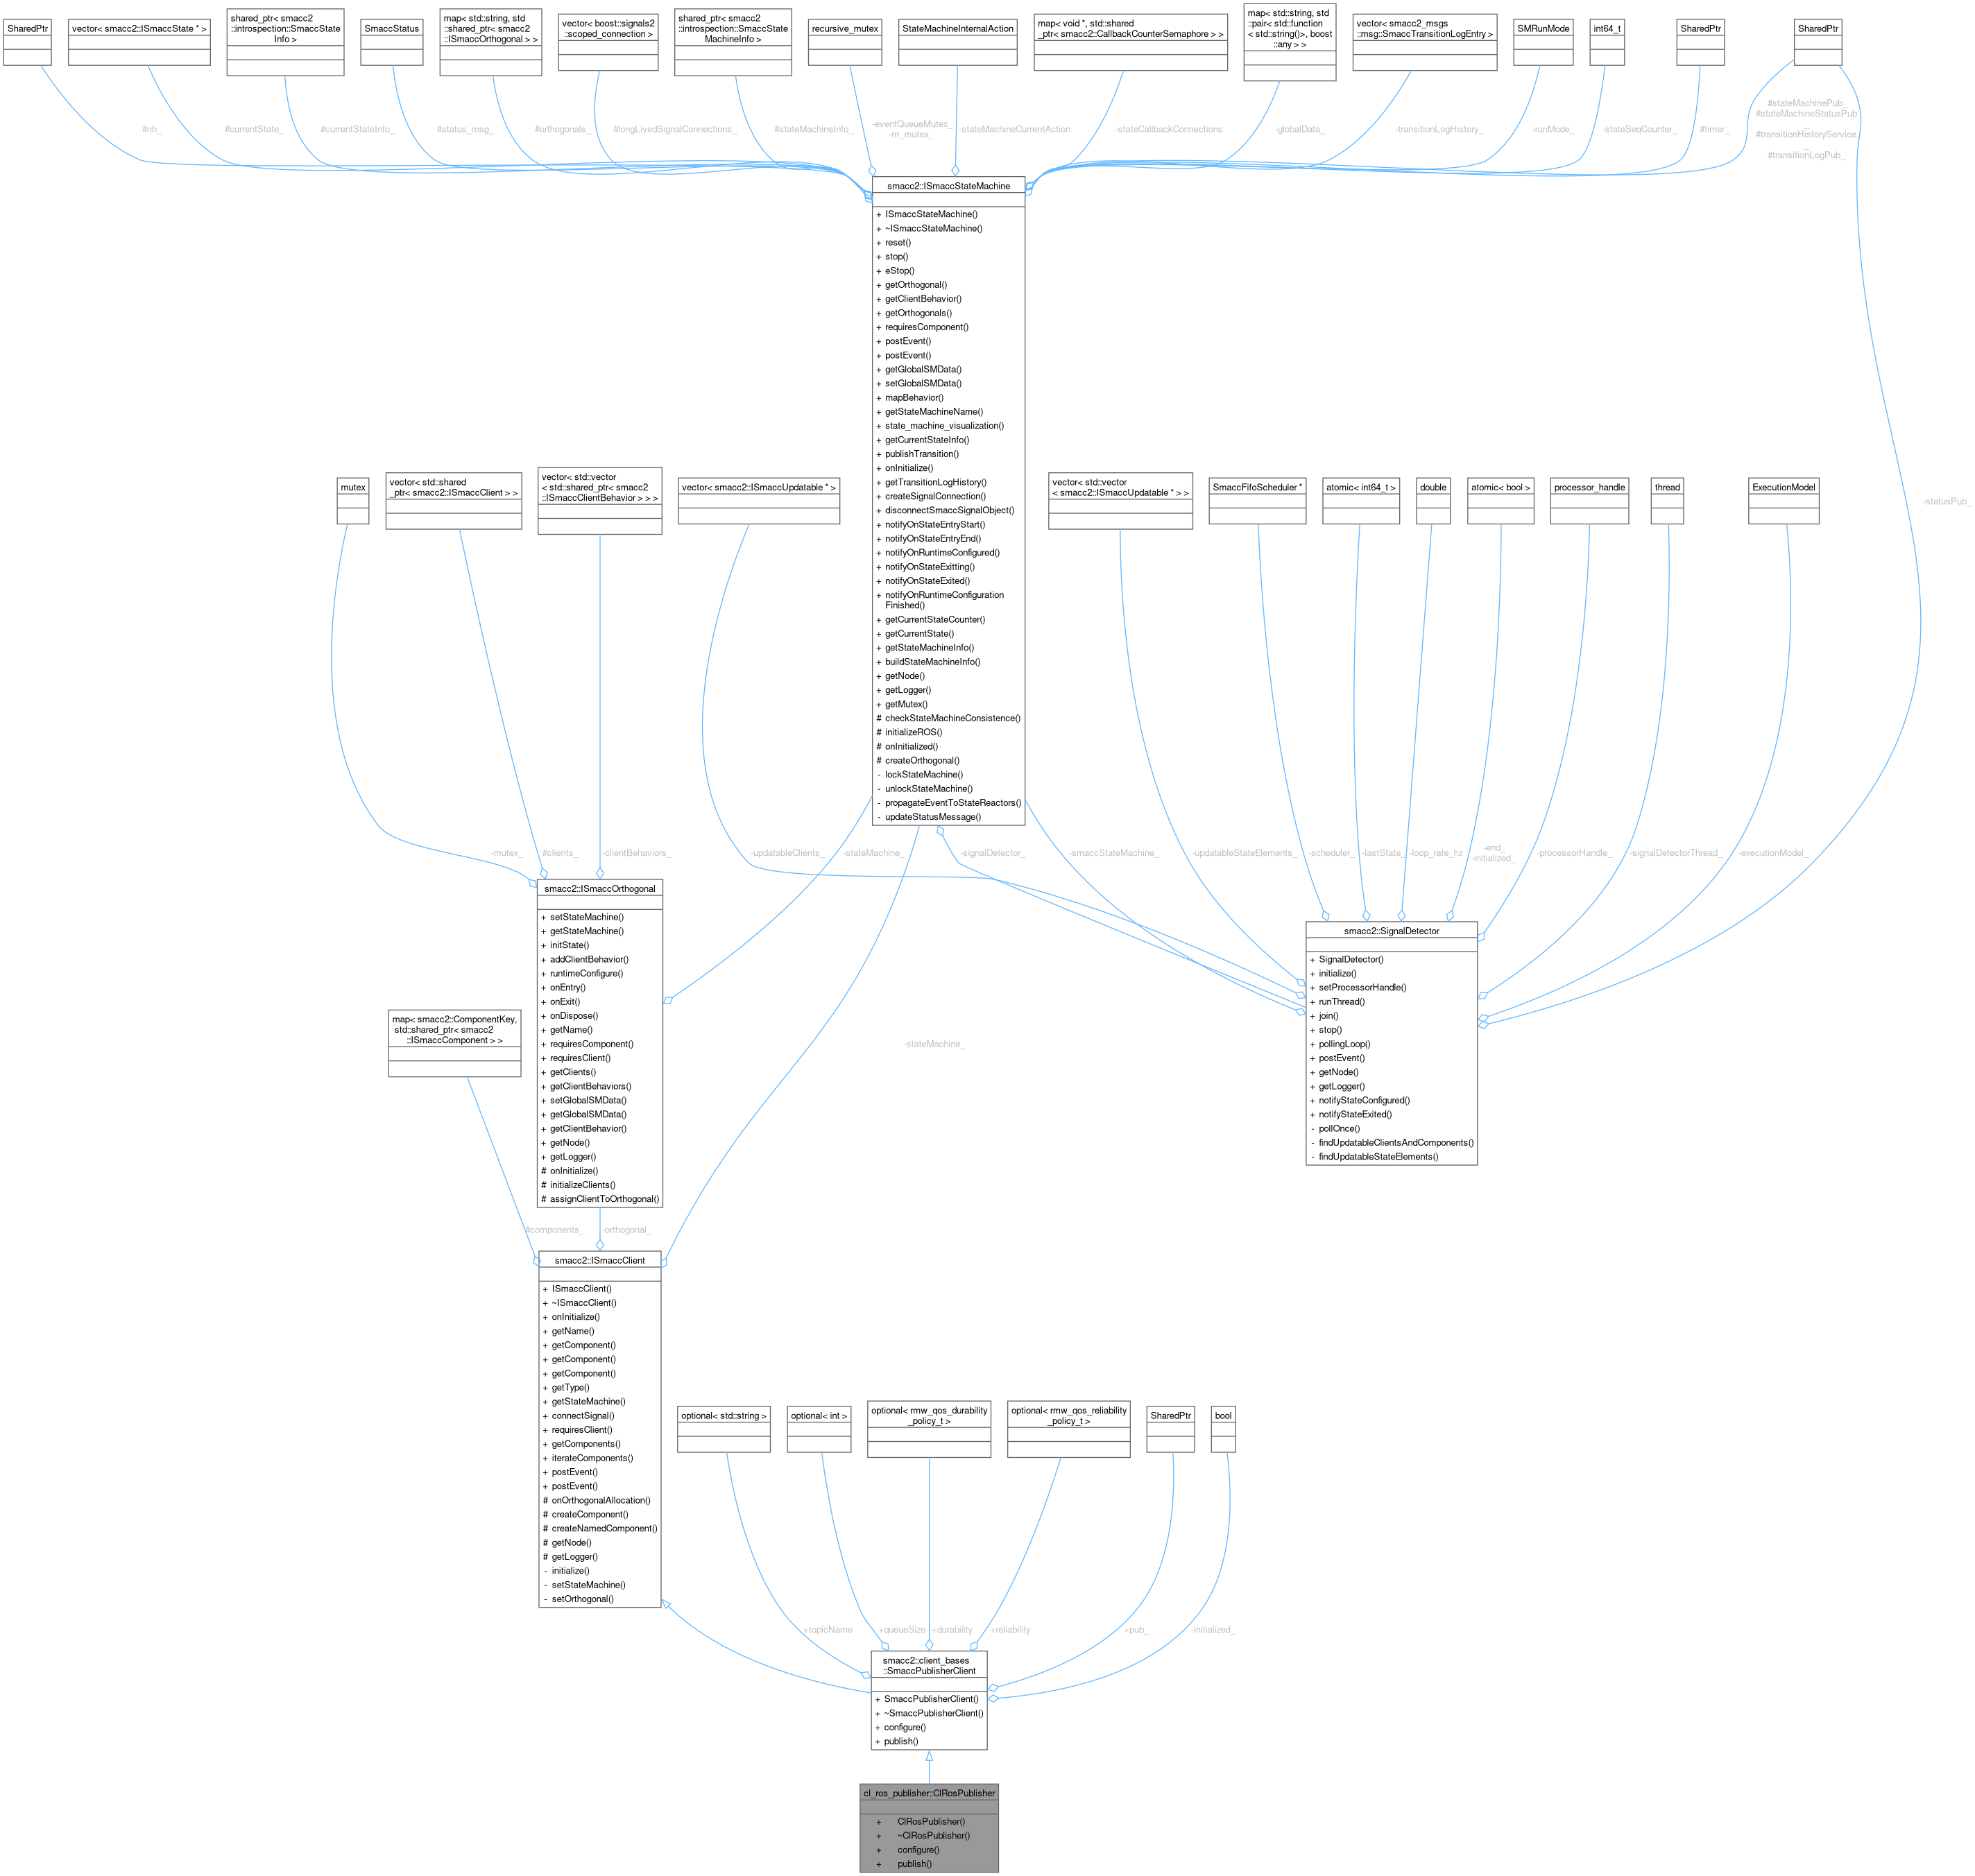 SharedPtr
vector< smacc2::ISmaccState * >
shared_ptr< smacc2
::introspection::SmaccState
Info >
SmaccStatus
map< std::string, std
::shared_ptr< smacc2
::ISmaccOrthogonal > >
vector< boost::signals2
::scoped_connection >
shared_ptr< smacc2
::introspection::SmaccState
MachineInfo >
recursive_mutex
StateMachineInternalAction
map< void *, std::shared
_ptr< smacc2::CallbackCounterSemaphore > >
map< std::string, std
::pair< std::function
< std::string()>, boost
::any > >
vector< smacc2_msgs
::msg::SmaccTransitionLogEntry >
SMRunMode
int64_t
SharedPtr
SharedPtr
#nh_
#currentState_
#currentStateInfo_
#status_msg_
#orthogonals_
#longLivedSignalConnections_
#stateMachineInfo_
-eventQueueMutex_
-m_mutex_
-stateMachineCurrentAction
-stateCallbackConnections
-globalData_
-transitionLogHistory_
-runMode_
-stateSeqCounter_
#timer_
#stateMachinePub_
#stateMachineStatusPub
_
#transitionHistoryService
_
#transitionLogPub_
smacc2::ISmaccStateMachine
+ ISmaccStateMachine()
+ ~ISmaccStateMachine()
+ reset()
+ stop()
+ eStop()
+ getOrthogonal()
+ getClientBehavior()
+ getOrthogonals()
+ requiresComponent()
+ postEvent()
+ postEvent()
+ getGlobalSMData()
+ setGlobalSMData()
+ mapBehavior()
+ getStateMachineName()
+ state_machine_visualization()
+ getCurrentStateInfo()
+ publishTransition()
+ onInitialize()
+ getTransitionLogHistory()
+ createSignalConnection()
+ disconnectSmaccSignalObject()
+ notifyOnStateEntryStart()
+ notifyOnStateEntryEnd()
+ notifyOnRuntimeConfigured()
+ notifyOnStateExitting()
+ notifyOnStateExited()
+ notifyOnRuntimeConfiguration
Finished()
+ getCurrentStateCounter()
+ getCurrentState()
+ getStateMachineInfo()
+ buildStateMachineInfo()
+ getNode()
+ getLogger()
+ getMutex()
# checkStateMachineConsistence()
# initializeROS()
# onInitialized()
# createOrthogonal()
- lockStateMachine()
- unlockStateMachine()
- propagateEventToStateReactors()
- updateStatusMessage()
mutex
vector< std::shared
_ptr< smacc2::ISmaccClient > >
vector< std::vector
< std::shared_ptr< smacc2
::ISmaccClientBehavior > > >
vector< smacc2::ISmaccUpdatable * >
vector< std::vector
< smacc2::ISmaccUpdatable * > >
SmaccFifoScheduler *
atomic< int64_t >
double
atomic< bool >
processor_handle
thread
ExecutionModel
-statusPub_
-mutex_
#clients_
-clientBehaviors_
-updatableClients_
-stateMachine_
-signalDetector_
-smaccStateMachine_
-updatableStateElements_
-scheduler_
-lastState_
-loop_rate_hz
-end_
-initialized_
-processorHandle_
-signalDetectorThread_
-executionModel_
smacc2::ISmaccOrthogonal
+ setStateMachine()
+ getStateMachine()
+ initState()
+ addClientBehavior()
+ runtimeConfigure()
+ onEntry()
+ onExit()
+ onDispose()
+ getName()
+ requiresComponent()
+ requiresClient()
+ getClients()
+ getClientBehaviors()
+ setGlobalSMData()
+ getGlobalSMData()
+ getClientBehavior()
+ getNode()
+ getLogger()
# onInitialize()
# initializeClients()
# assignClientToOrthogonal()
smacc2::SignalDetector
+ SignalDetector()
+ initialize()
+ setProcessorHandle()
+ runThread()
+ join()
+ stop()
+ pollingLoop()
+ postEvent()
+ getNode()
+ getLogger()
+ notifyStateConfigured()
+ notifyStateExited()
- pollOnce()
- findUpdatableClientsAndComponents()
- findUpdatableStateElements()
map< smacc2::ComponentKey,
std::shared_ptr< smacc2
::ISmaccComponent > >
-stateMachine_
#components_
-orthogonal_
smacc2::ISmaccClient
+ ISmaccClient()
+ ~ISmaccClient()
+ onInitialize()
+ getName()
+ getComponent()
+ getComponent()
+ getComponent()
+ getType()
+ getStateMachine()
+ connectSignal()
+ requiresClient()
+ getComponents()
+ iterateComponents()
+ postEvent()
+ postEvent()
# onOrthogonalAllocation()
# createComponent()
# createNamedComponent()
# getNode()
# getLogger()
- initialize()
- setStateMachine()
- setOrthogonal()
optional< std::string >
optional< int >
optional< rmw_qos_durability
_policy_t >
optional< rmw_qos_reliability
_policy_t >
SharedPtr
bool
+topicName
+queueSize
+durability
+reliability
+pub_
-initialized_
smacc2::client_bases
::SmaccPublisherClient
+ SmaccPublisherClient()
+ ~SmaccPublisherClient()
+ configure()
+ publish()
cl_ros_publisher::ClRosPublisher
+ ClRosPublisher()
+ ~ClRosPublisher()
+ configure()
+ publish()